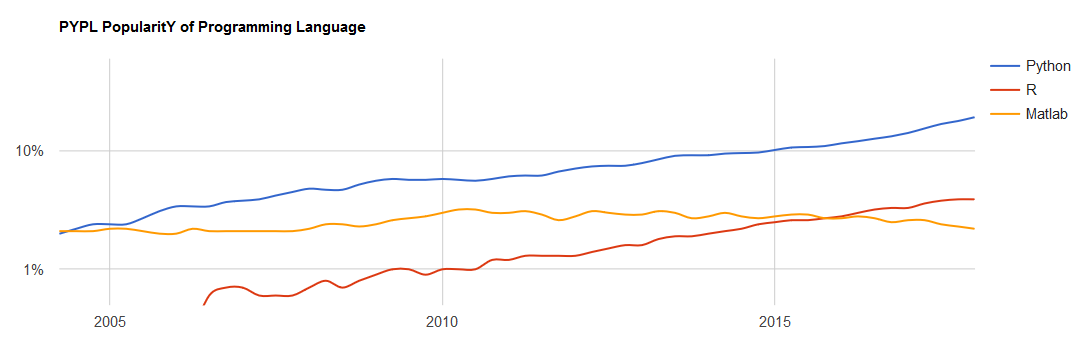 PYPL PopularitY of Programming Language
Python
R
Matlab
10%
1%
2005
2010
2015